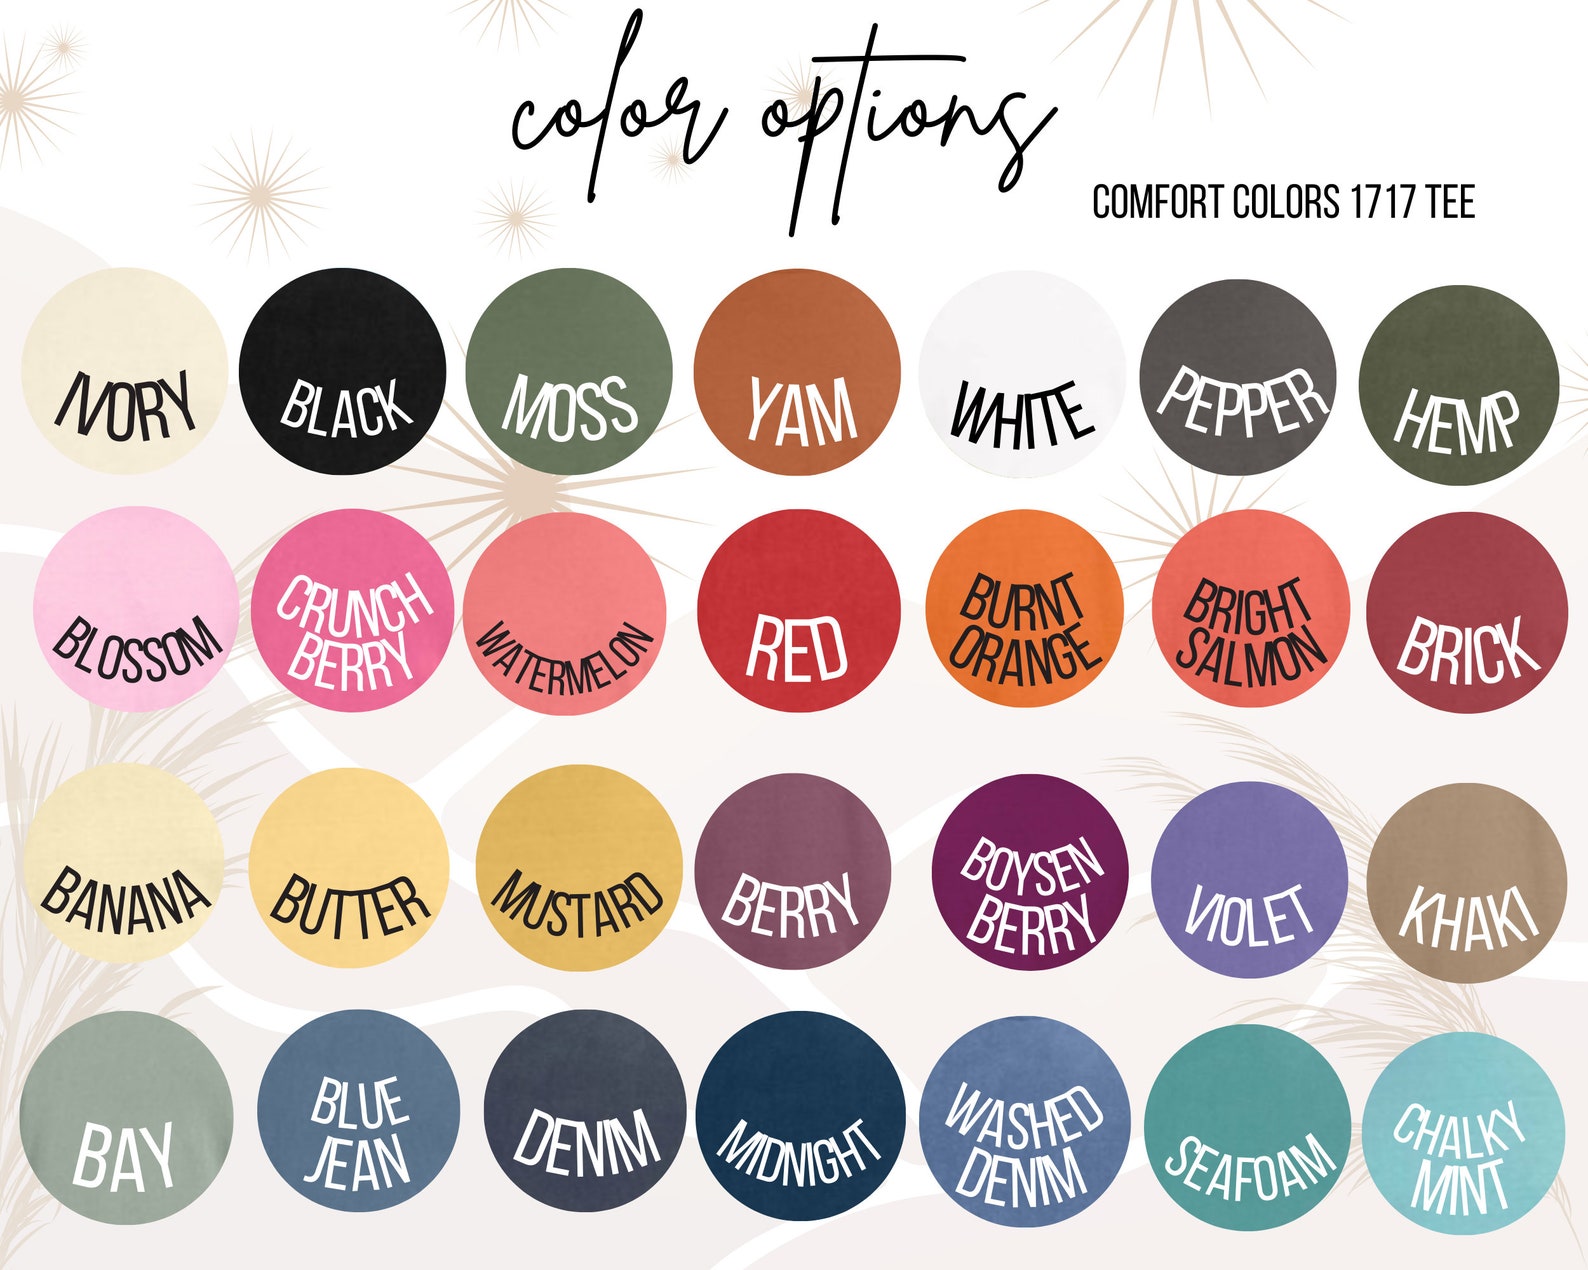 color options
COMFORT COLORS 1717 TEE
IVORY
BLACK
MOSS
YAM
WHITE
PEPPER
HEMP
BLOSSOM
CRUNCH
BERRY
WATERMELON
RED
BURNT
ORANGE
BRIGHT
SALMON
BRICK
BANANA
BUTTER
MUSTARD
BERRY
BOYSEN
BERRY
VIOLET
KHAKI
BAY
BLUE
JEAN
DENIM
MIDNIGHT
WASHED
DENIM
SEAFOAM
CHALKY
MINT